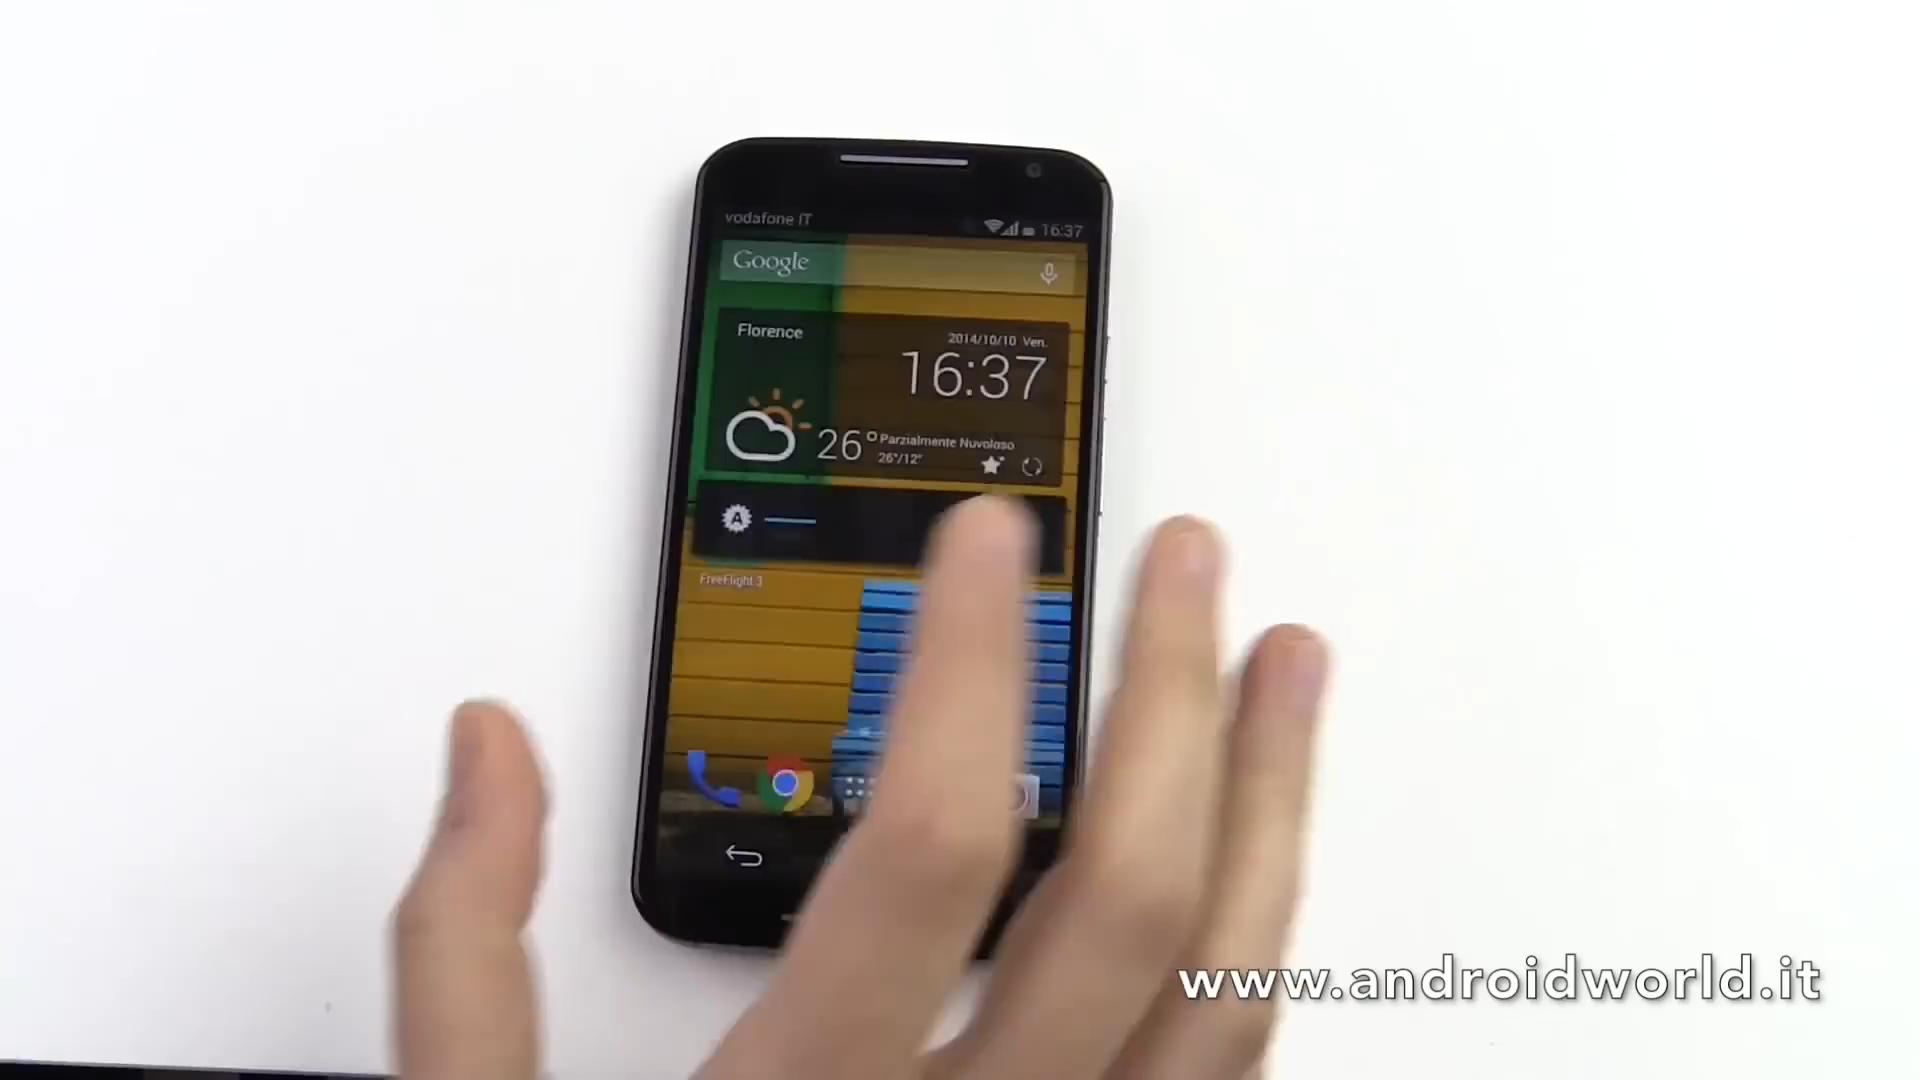 vodafone IT
16:37
Google
Florence
2014/10/10 Ven.
16:37
26° Parzialmente Nuvoloso
26°/12°
A
FreeFlight 3
www.androidworld.it